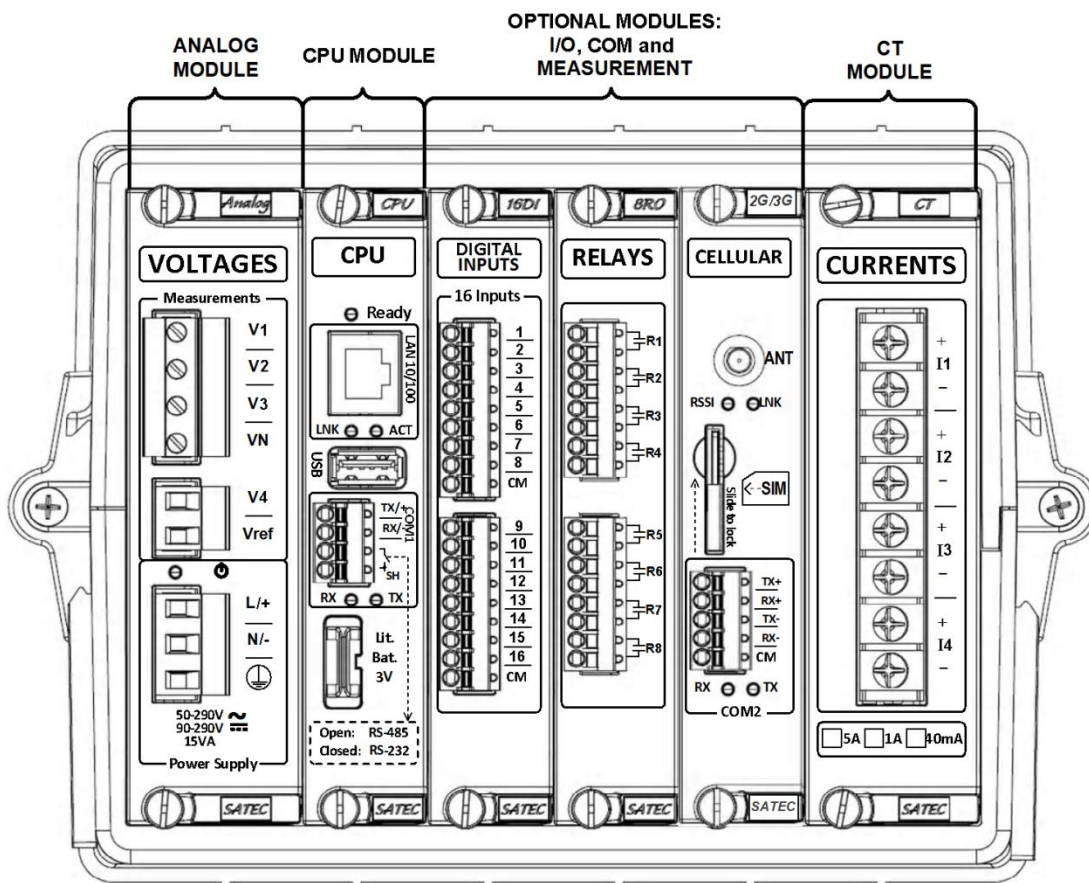 ANALOG
MODULE
CPU MODULE
OPTIONAL MODULES:
I/O, COM and
MEASUREMENT
CT
MODULE
Analog
VOLTAGES
Measurements
V1
V2
V3
VN
V4
Vref
L/+
N/-
50-290V
90-290V
15VA
Power Supply
SATEC
CPU
CPU
Ready
LAN 10/100
LNK
ACT
USB
COM1
TX/+
RX/-
SH
RX
TX
Lit.
Bat.
3V
Open: RS-485
Closed: RS-232
SATEC
16DI
DIGITAL
INPUTS
16 Inputs
1
2
3
4
5
6
7
8
CM
9
10
11
12
13
14
15
16
CM
SATEC
8RO
RELAYS
R1
R2
R3
R4
R5
R6
R7
R8
SATEC
2G/3G
CELLULAR
ANT
RSSI
LNK
SIM
Slide to lock
TX+
RX+
TX-
RX-
CM
RX
TX
COM2
SATEC
CT
CURRENTS
+
I1
-
+
I2
-
+
I3
-
+
I4
-
5A 1A 40mA
SATEC